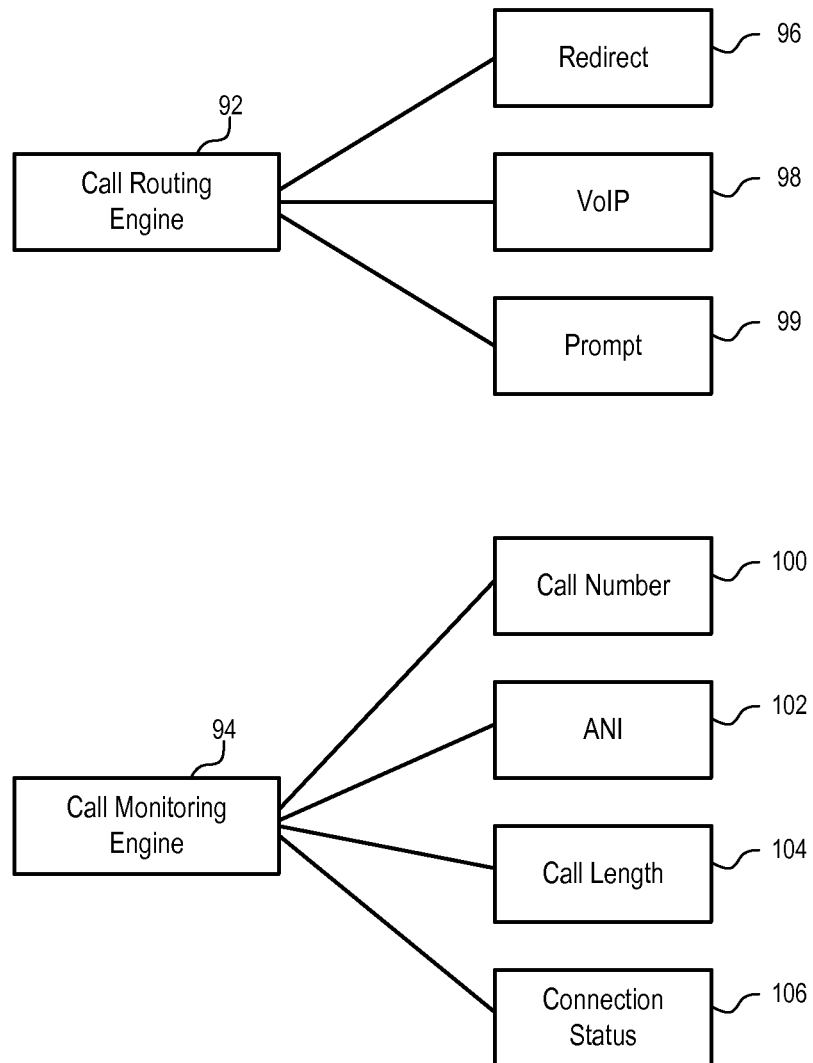 Redirect
96
92
Call Routing
Engine
VoIP
98
Prompt
99
Call Number
100
ANI
102
94
Call Monitoring
Engine
Call Length
104
Connection
Status
106